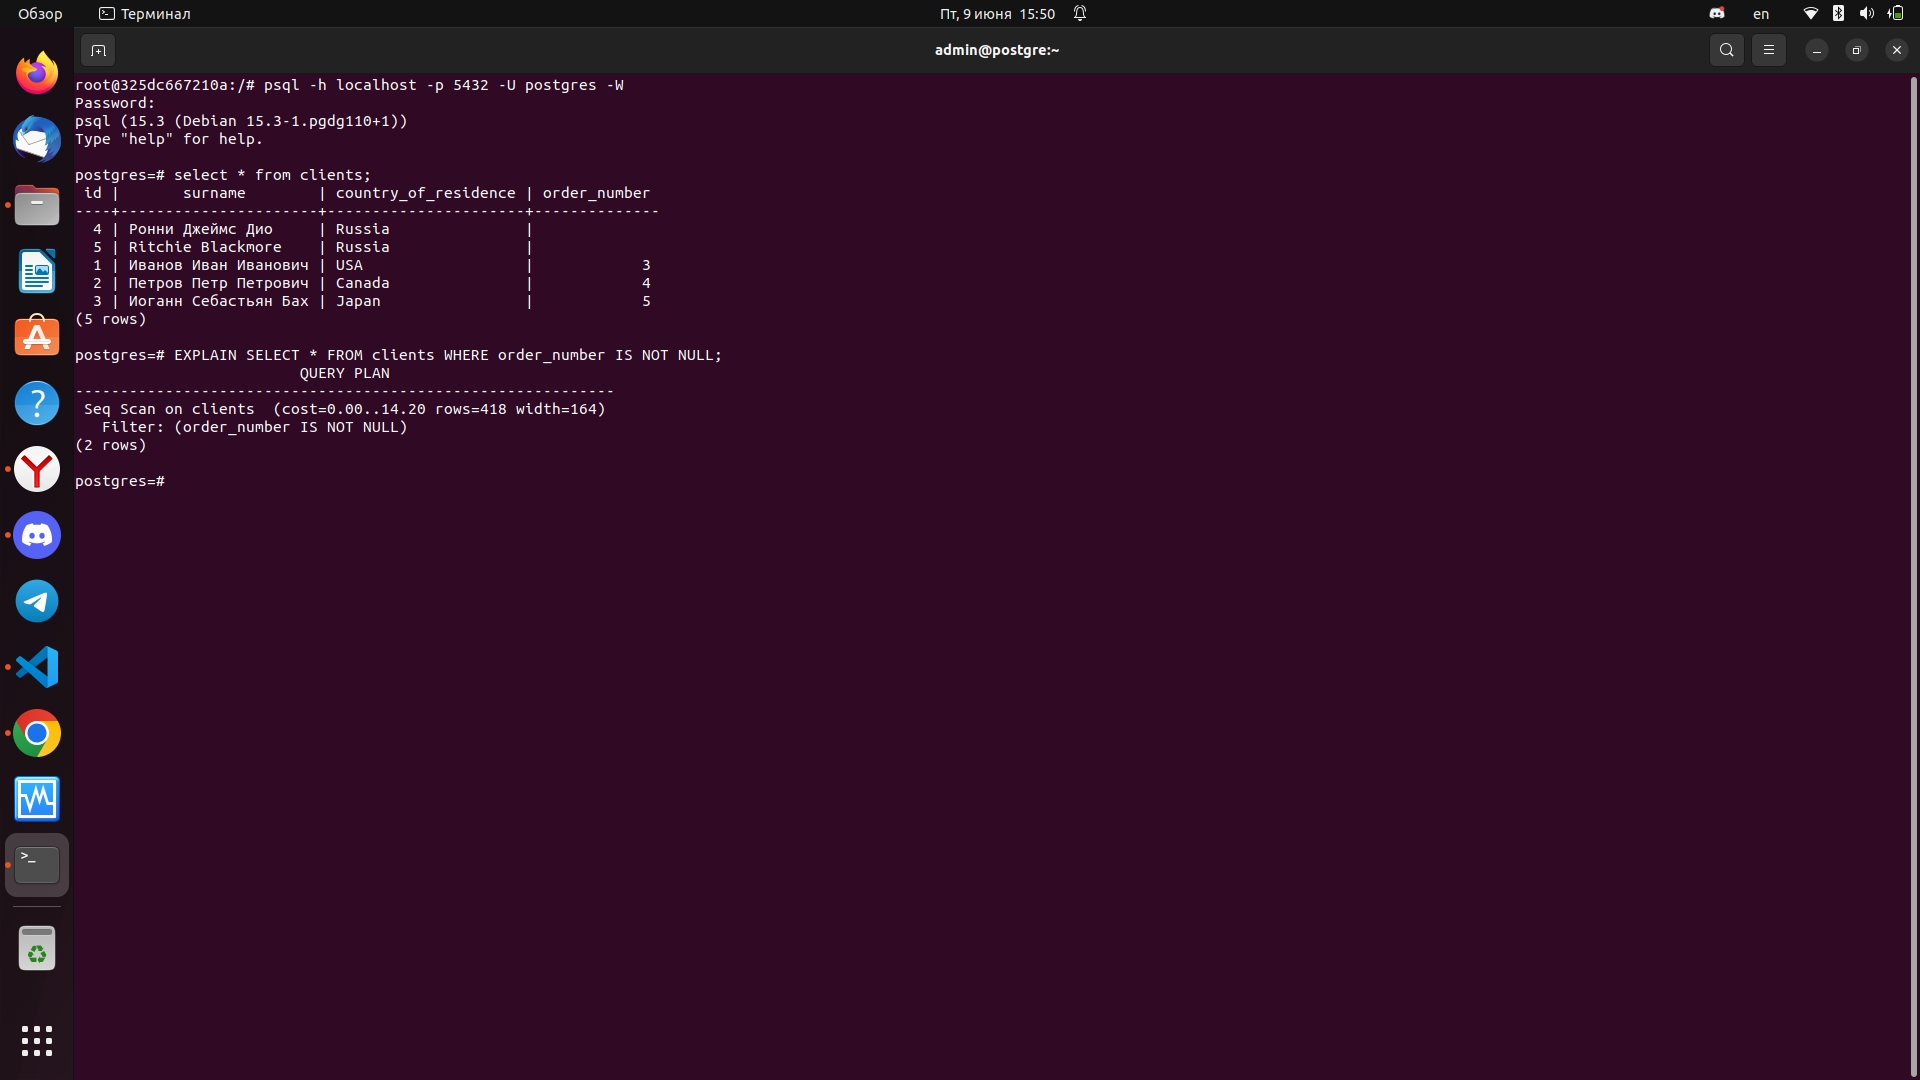 Обзор Терминал Пт, 9 июня 15:50 en
admin@postgre:~
root@325dc667210a:/# psql -h localhost -p 5432 -U postgres -W
Password:
psql (15.3 (Debian 15.3-1.pgdg110+1))
Type "help" for help.
postgres=# select * from clients;
 id |       surname        | country_of_residence | order_number
----+----------------------+----------------------+--------------
  4 | Ронни Джеймс Дио     | Russia               |
  5 | Ritchie Blackmore    | Russia               |
  1 | Иванов Иван Иванович | USA                  |            3
  2 | Петров Петр Петрович | Canada               |            4
  3 | Иоганн Себастьян Бах | Japan                |            5
(5 rows)
postgres=# EXPLAIN SELECT * FROM clients WHERE order_number IS NOT NULL;
                         QUERY PLAN
------------------------------------------------------------
 Seq Scan on clients  (cost=0.00..14.20 rows=418 width=164)
   Filter: (order_number IS NOT NULL)
(2 rows)
postgres=#